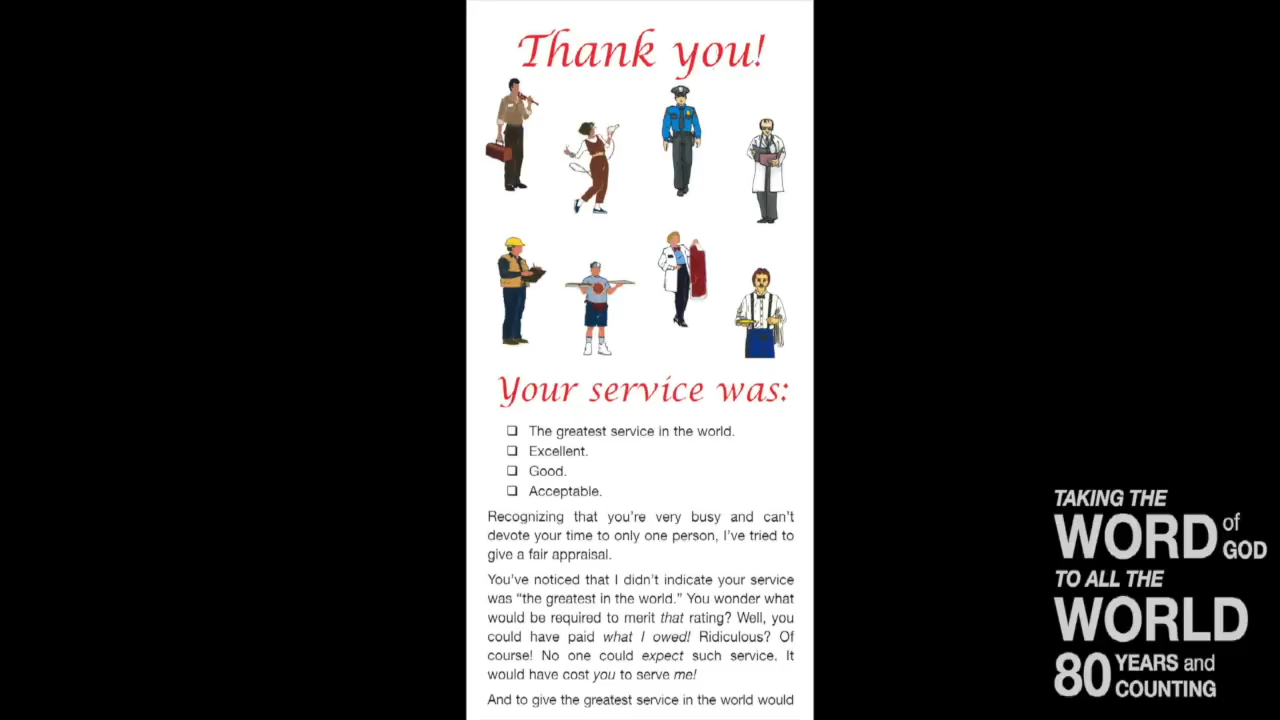 Thank you!
Your service was:
❏ The greatest service in the world.
❏ Excellent.
❏ Good.
❏ Acceptable.
Recognizing that you're very busy and can't
devote your time to only one person, I've tried to
give a fair appraisal.
You've noticed that I didn't indicate your service
was “the greatest in the world.” You wonder what
would be required to merit that rating? Well, you
could have paid what I owed! Ridiculous? Of
course! No one could expect such service. It
would have cost you to serve me!
And to give the greatest service in the world would
TAKING THE
WORD of GOD
TO ALL THE
WORLD
80 YEARS and
COUNTING